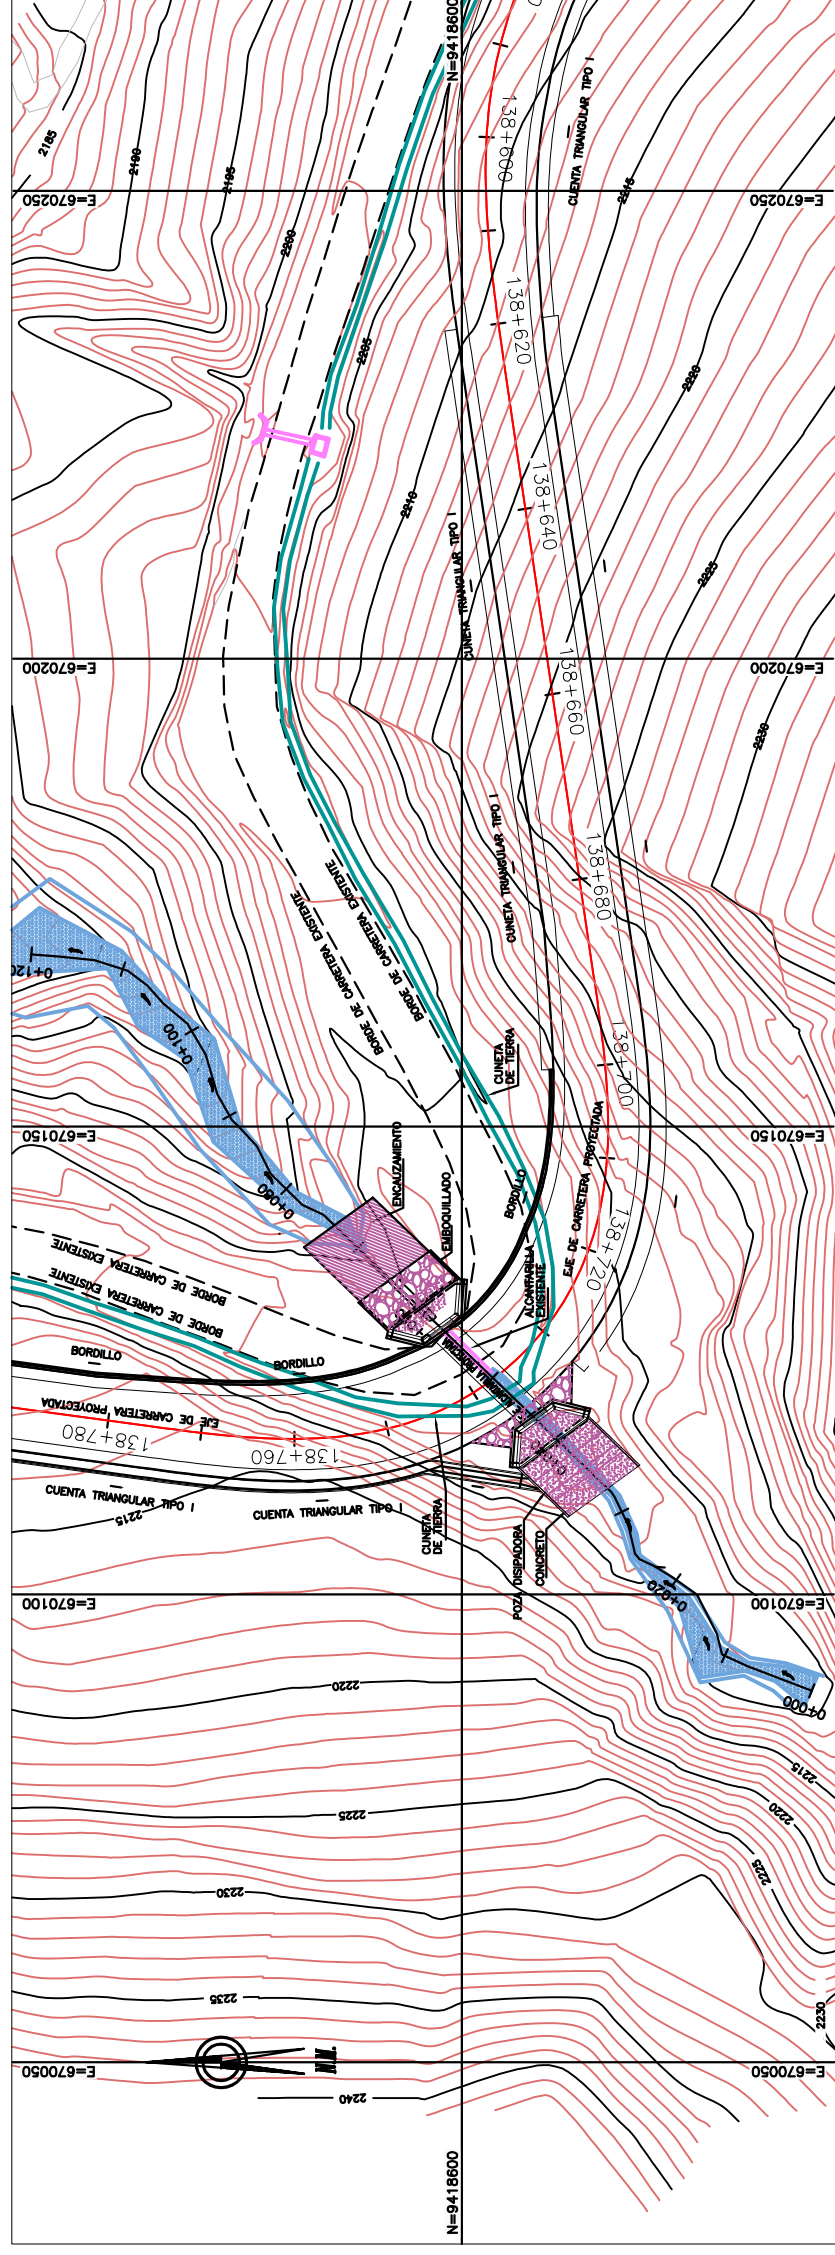 N=9418600
2185
2190
2195
2200
138+600
CUENTA TRIANGULAR TIPO I
2215
E=670250
E=670250
138+620
2205
2220
138+640
2210
CUNETA TRIANGULAR TIPO I
2225
E=670200
E=670200
138+660
2230
CUNETA TRIANGULAR TIPO I
138+680
BORDE DE CARRETERA EXISTENTE
BORDE DE CARRETERA EXISTENTE
0+120
0+100
CUNETA
DE TIERRA
138+700
E=670150
E=670150
ENCAUZAMIENTO
0+080
EMBOQUILLADO
BORDILLO
EJE DE CARRETERA PROYECTADA
138+720
BORDE DE CARRETERA EXISTENTE
BORDE DE CARRETERA EXISTENTE
ALCANTARILLA
EXISTENTE
BORDILLO
BORDILLO
EJE DE CARRETERA PROYECTADA
138+780
138+760
CUENTA TRIANGULAR TIPO I
CUENTA TRIANGULAR TIPO I
2215
CUNETA
DE TIERRA
POZA DISIPADORA
CONCRETO
E=670100
E=670100
0+020
0+000
2220
2215
2220
2225
2225
2230
2235
2230
N.M.
E=670050
E=670050
2240
N=9418600